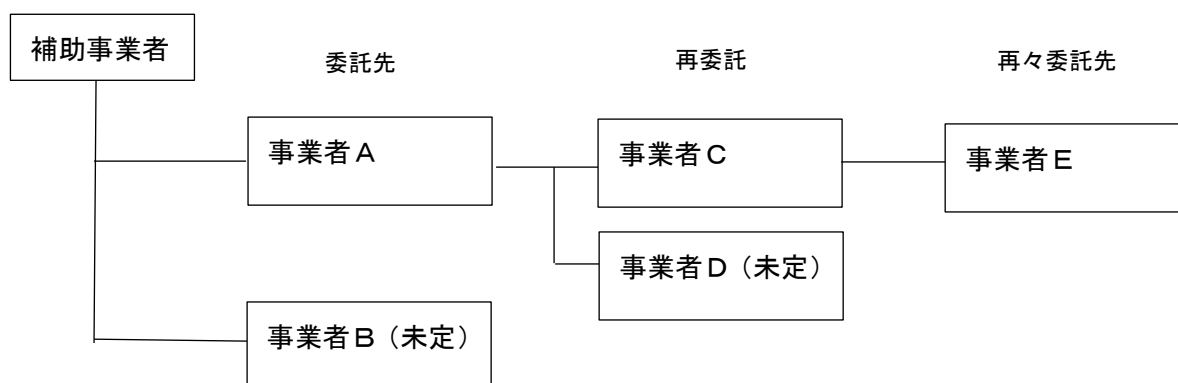 補助事業者
委託先
再委託
再々委託先
事業者A
事業者C
事業者E
事業者D（未定）
事業者B（未定）